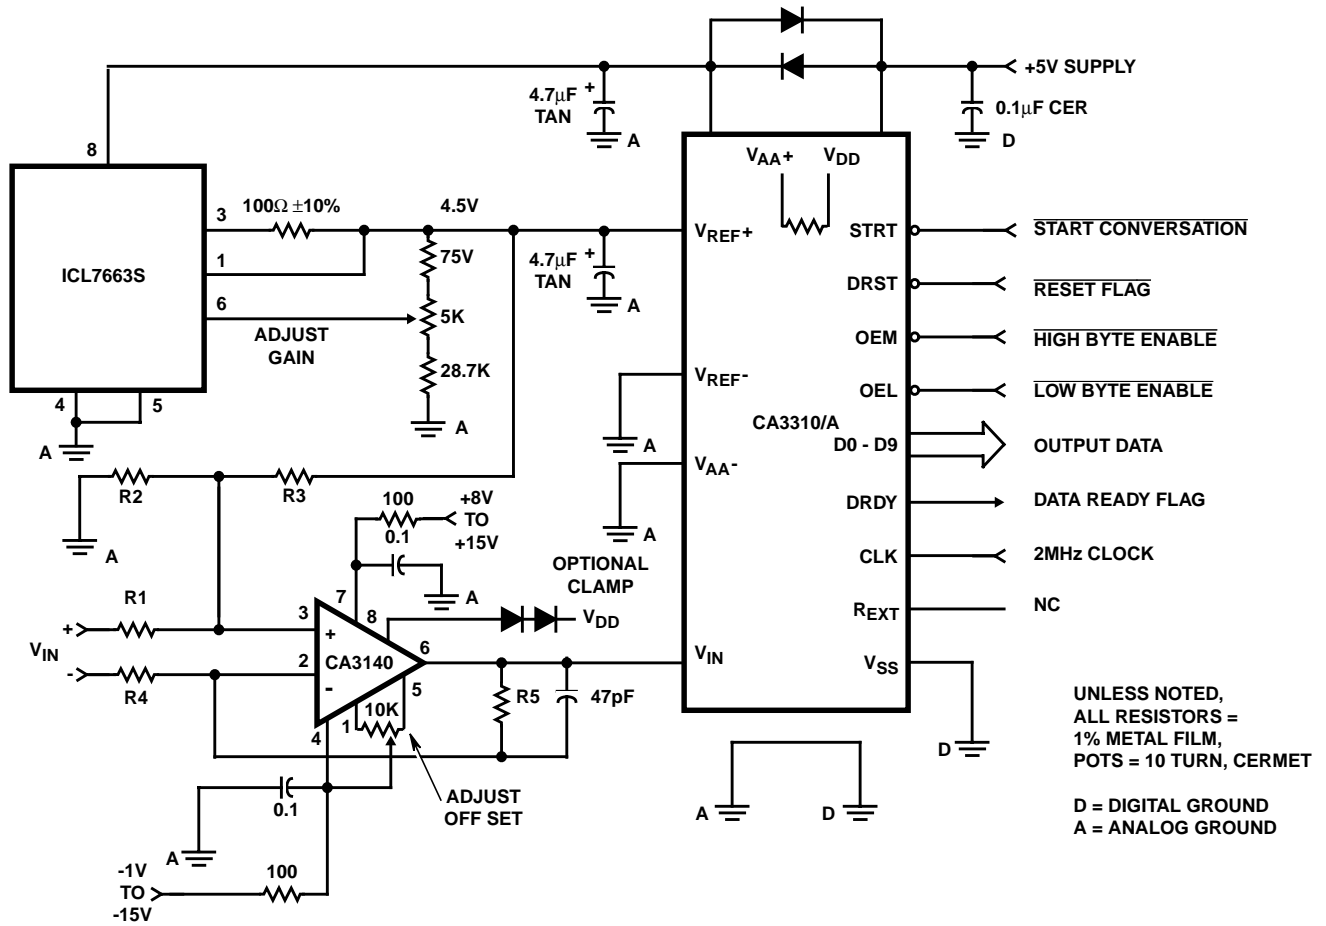 +5V SUPPLY
4.7μF
TAN
+
A
0.1μF CER
D
8
VAA+
VDD
3
100Ω ±10%
4.5V
VREF+
STRT
START CONVERSATION
75V
1
4.7μF
TAN
+
A
ICL7663S
DRST
RESET FLAG
6
5K
ADJUST
GAIN
OEM
HIGH BYTE ENABLE
28.7K
VREF-
OEL
LOW BYTE ENABLE
4
5
A
A
A
CA3310/A
D0 - D9
OUTPUT DATA
VAA-
R2
R3
100
+8V
TO
+15V
DRDY
DATA READY FLAG
0.1
A
A
OPTIONAL
CLAMP
CLK
2MHz CLOCK
R1
7
8
A
VDD
REXT
NC
+
3
+
VIN
2
CA3140
6
VIN
VSS
-
-
R4
5
R5
47pF
10K
1
4
D
UNLESS NOTED,
ALL RESISTORS =
1% METAL FILM,
POTS = 10 TURN, CERMET
0.1
ADJUST
OFF SET
A
D
D = DIGITAL GROUND
A = ANALOG GROUND
A
-1V
TO
-15V
100